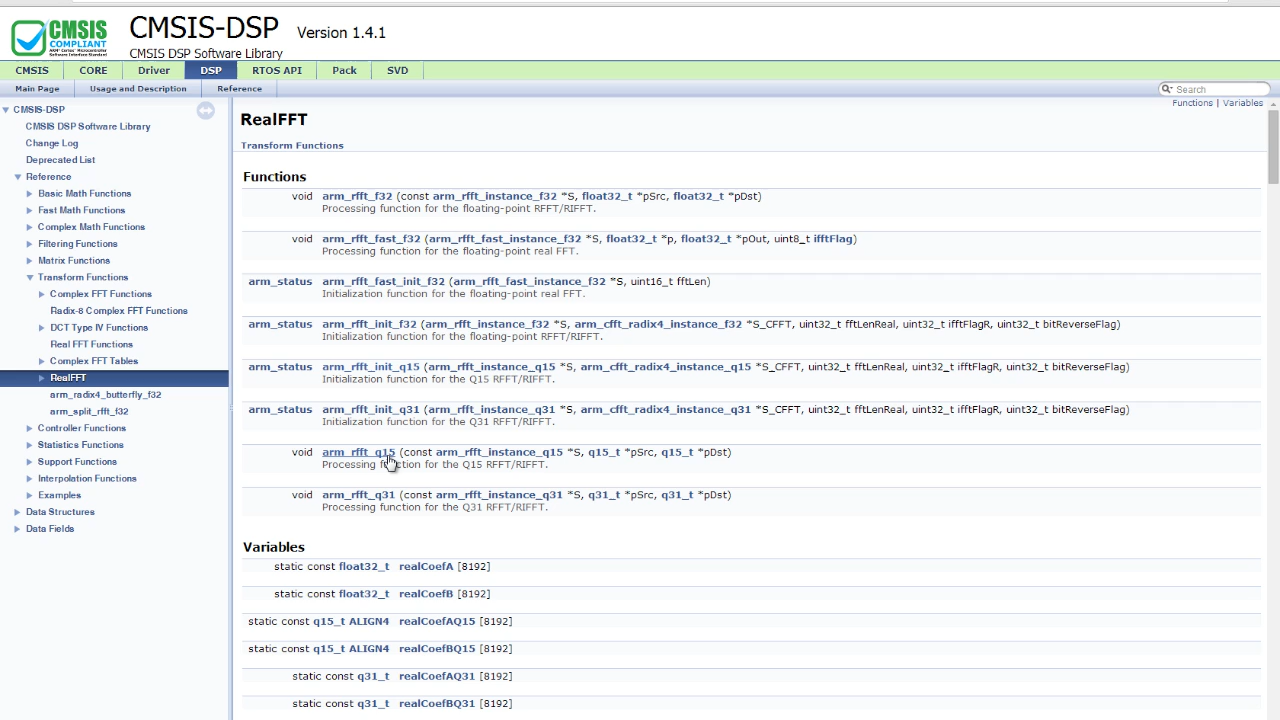 CMSIS
COMPLIANT
CMSIS-DSP Version 1.4.1
CMSIS DSP Software Library
CMSIS CORE Driver DSP RTOS API Pack SVD
Main Page Usage and Description Reference Search
Functions | Variables
CMSIS-DSP
CMSIS DSP Software Library
Change Log
Deprecated List
Reference
Basic Math Functions
Fast Math Functions
Complex Math Functions
Filtering Functions
Matrix Functions
Transform Functions
Complex FFT Functions
Radix-8 Complex FFT Functions
DCT Type IV Functions
Real FFT Functions
Complex FFT Tables
RealFFT
arm_radix4_butterfly_f32
arm_split_rfft_f32
Controller Functions
Statistics Functions
Support Functions
Interpolation Functions
Examples
Data Structures
Data Fields
RealFFT
Transform Functions
Functions
void arm_rfft_f32 (const arm_rfft_instance_f32 *S, float32_t *pSrc, float32_t *pDst)
Processing function for the floating-point RFFT/RIFFT.
void arm_rfft_fast_f32 (arm_rfft_fast_instance_f32 *S, float32_t *p, float32_t *pOut, uint8_t ifftFlag)
Processing function for the floating-point real FFT.
arm_status arm_rfft_fast_init_f32 (arm_rfft_fast_instance_f32 *S, uint16_t fftLen)
Initialization function for the floating-point real FFT.
arm_status arm_rfft_init_f32 (arm_rfft_instance_f32 *S, arm_cfft_radix4_instance_f32 *S_CFFT, uint32_t fftLenReal, uint32_t ifftFlagR, uint32_t bitReverseFlag)
Initialization function for the floating-point RFFT/RIFFT.
arm_status arm_rfft_init_q15 (arm_rfft_instance_q15 *S, arm_cfft_radix4_instance_q15 *S_CFFT, uint32_t fftLenReal, uint32_t ifftFlagR, uint32_t bitReverseFlag)
Initialization function for the Q15 RFFT/RIFFT.
arm_status arm_rfft_init_q31 (arm_rfft_instance_q31 *S, arm_cfft_radix4_instance_q31 *S_CFFT, uint32_t fftLenReal, uint32_t ifftFlagR, uint32_t bitReverseFlag)
Initialization function for the Q31 RFFT/RIFFT.
void arm_rfft_q15 (const arm_rfft_instance_q15 *S, q15_t *pSrc, q15_t *pDst)
Processing function for the Q15 RFFT/RIFFT.
void arm_rfft_q31 (const arm_rfft_instance_q31 *S, q31_t *pSrc, q31_t *pDst)
Processing function for the Q31 RFFT/RIFFT.
Variables
static const float32_t realCoefA [8192]
static const float32_t realCoefB [8192]
static const q15_t ALIGN4 realCoefAQ15 [8192]
static const q15_t ALIGN4 realCoefBQ15 [8192]
static const q31_t realCoefAQ31 [8192]
static const q31_t realCoefBQ31 [8192]